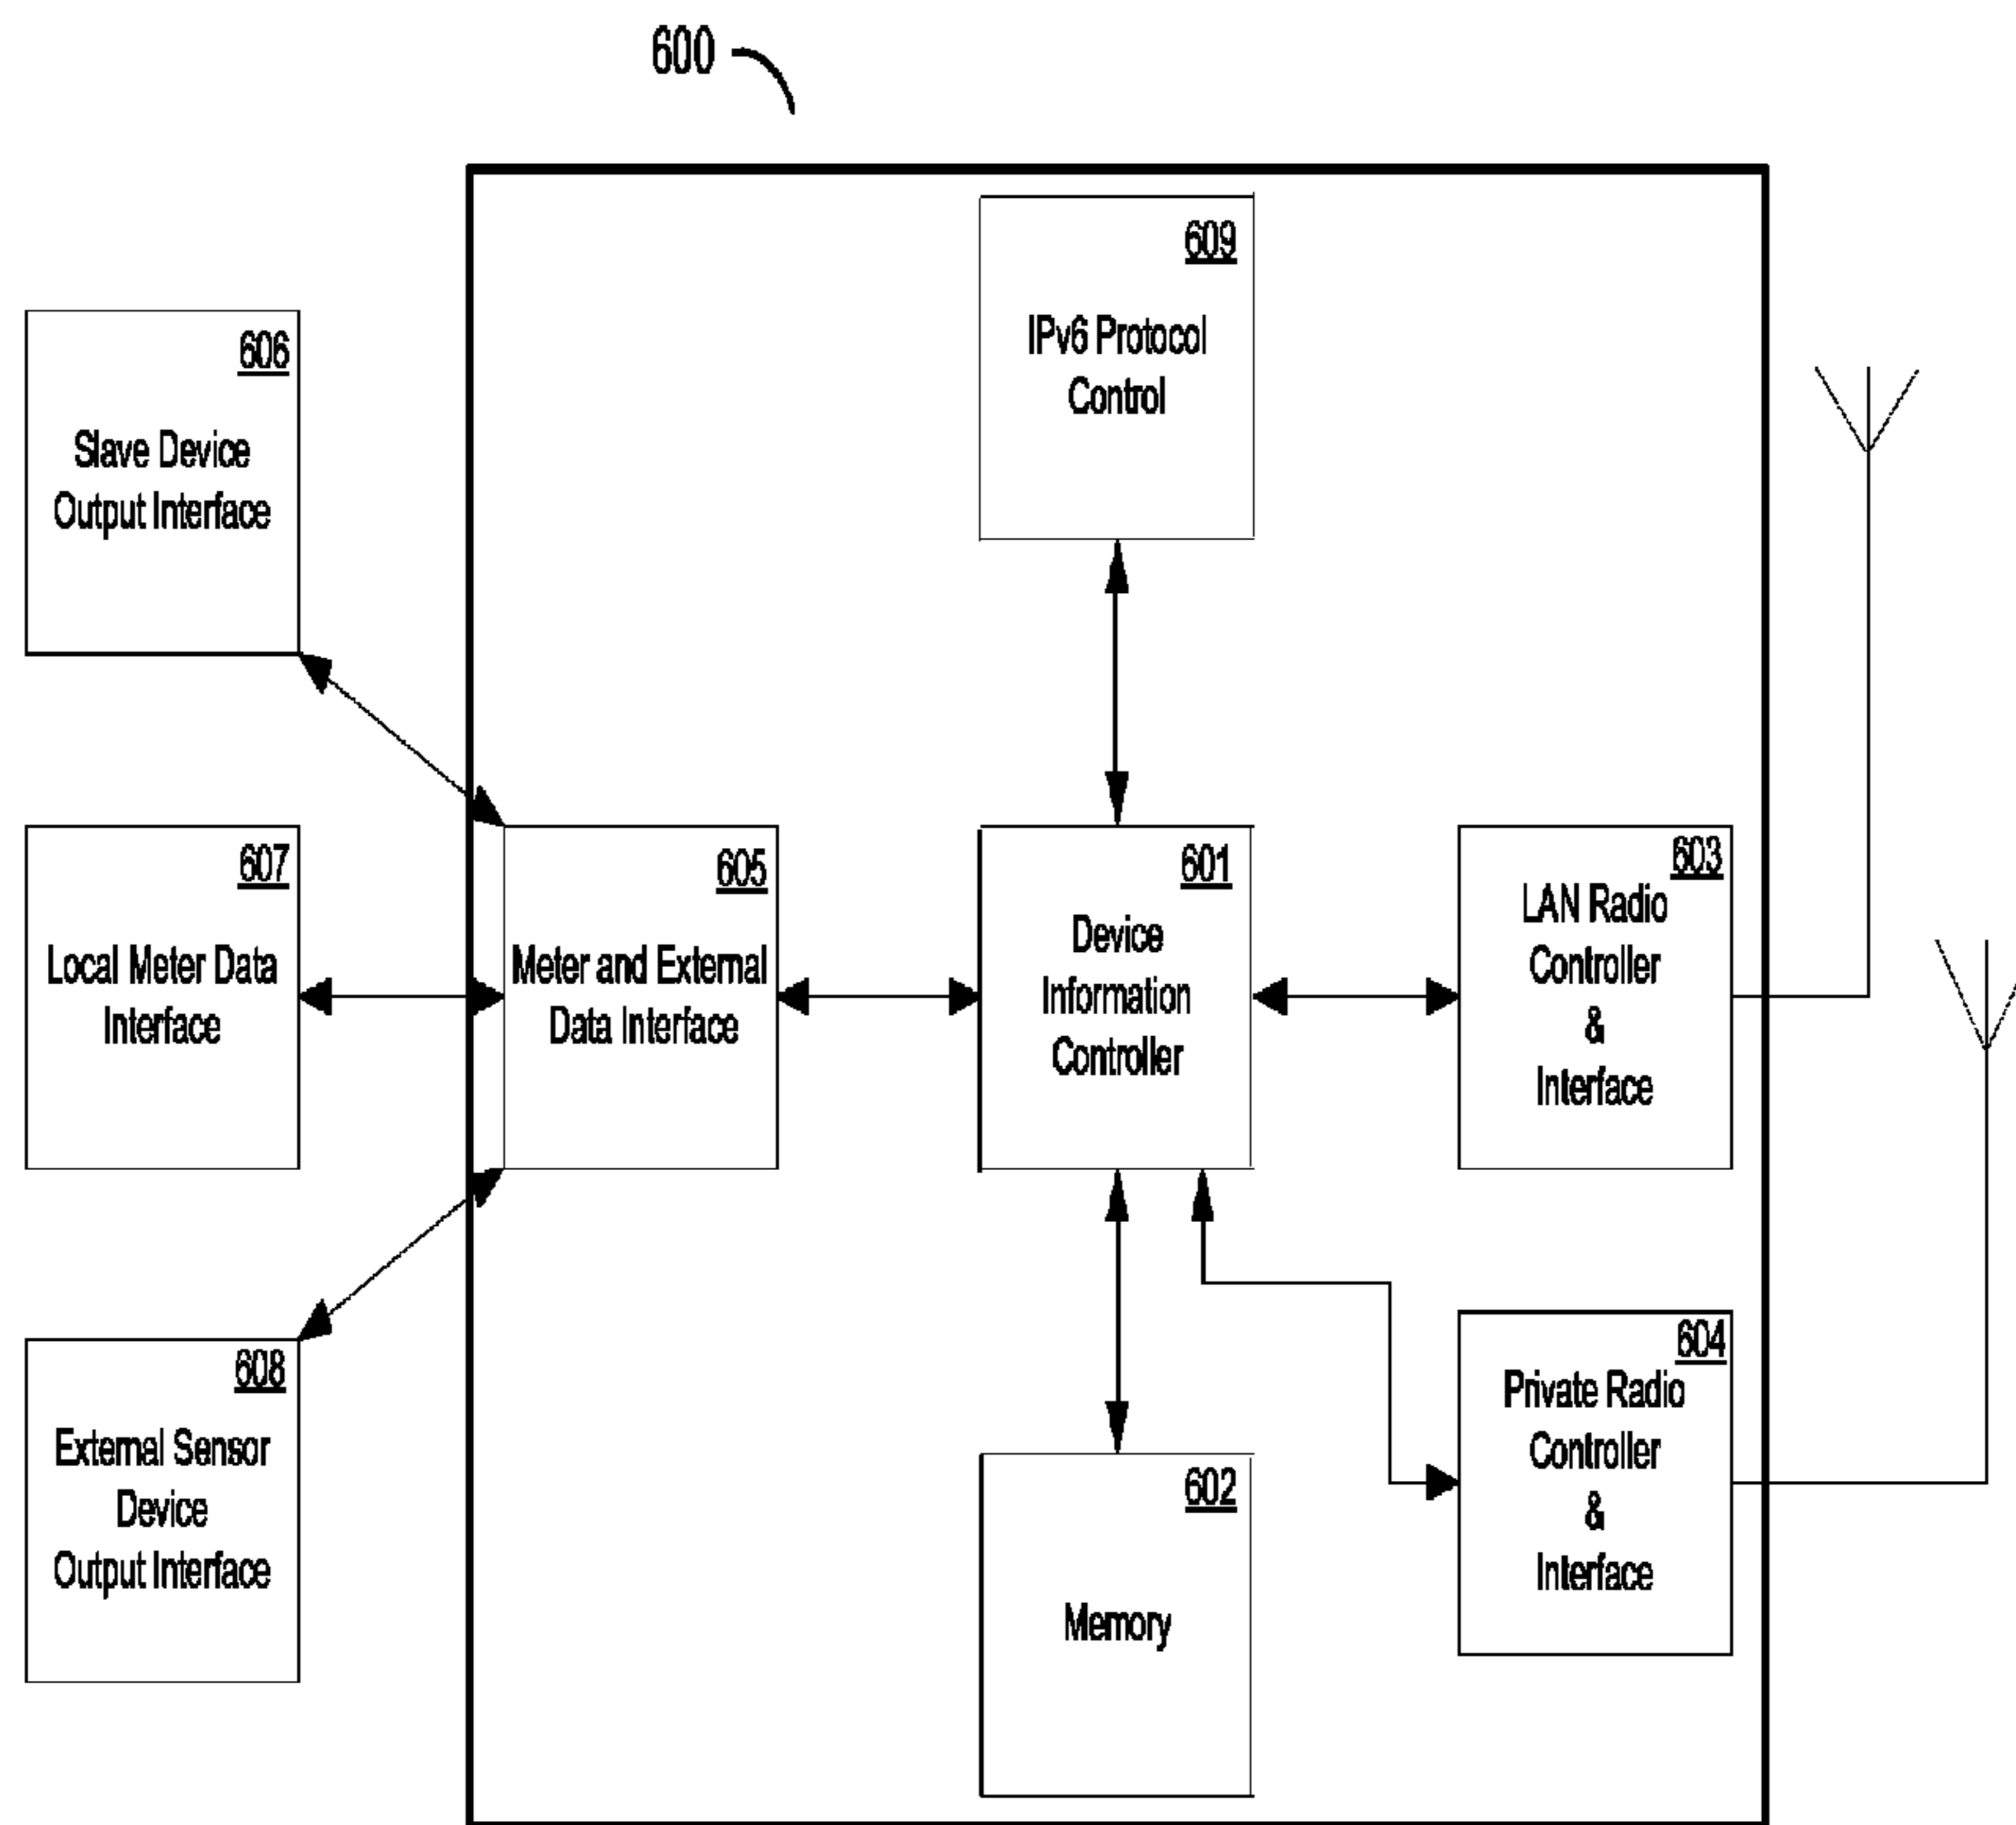 600
609
IPv6 Protocol
Control
606
Slave Device
Output Interface
607
Local Meter Data
Interface
605
Meter and External
Data Interface
601
Device
Information
Controller
603
LAN Radio
Controller
&
Interface
608
External Sensor
Device
Output Interface
602
Memory
604
Private Radio
Controller
&
Interface